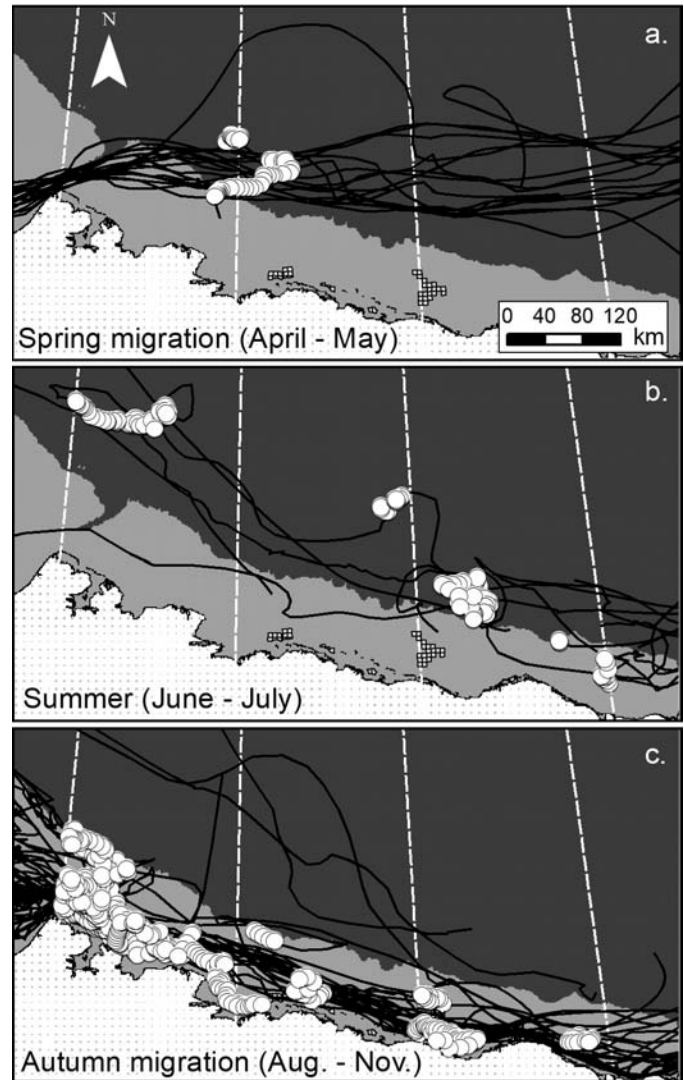 a.
N
0 40 80 120
km
Spring migration (April - May)
b.
Summer (June - July)
c.
Autumn migration (Aug. - Nov.)